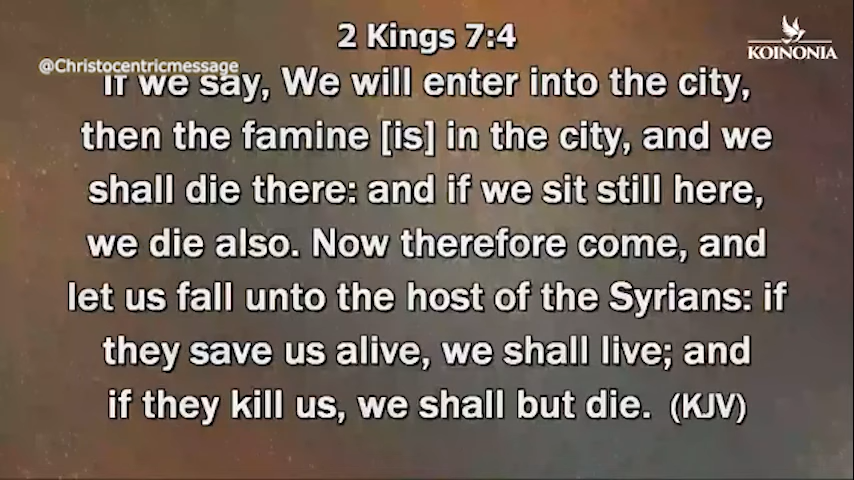 2 Kings 7:4
KOINONIA
@Christocentricmessage
If we say, We will enter into the city,
then the famine [is] in the city, and we
shall die there: and if we sit still here,
we die also. Now therefore come, and
let us fall unto the host of the Syrians: if
they save us alive, we shall live; and
if they kill us, we shall but die. (KJV)